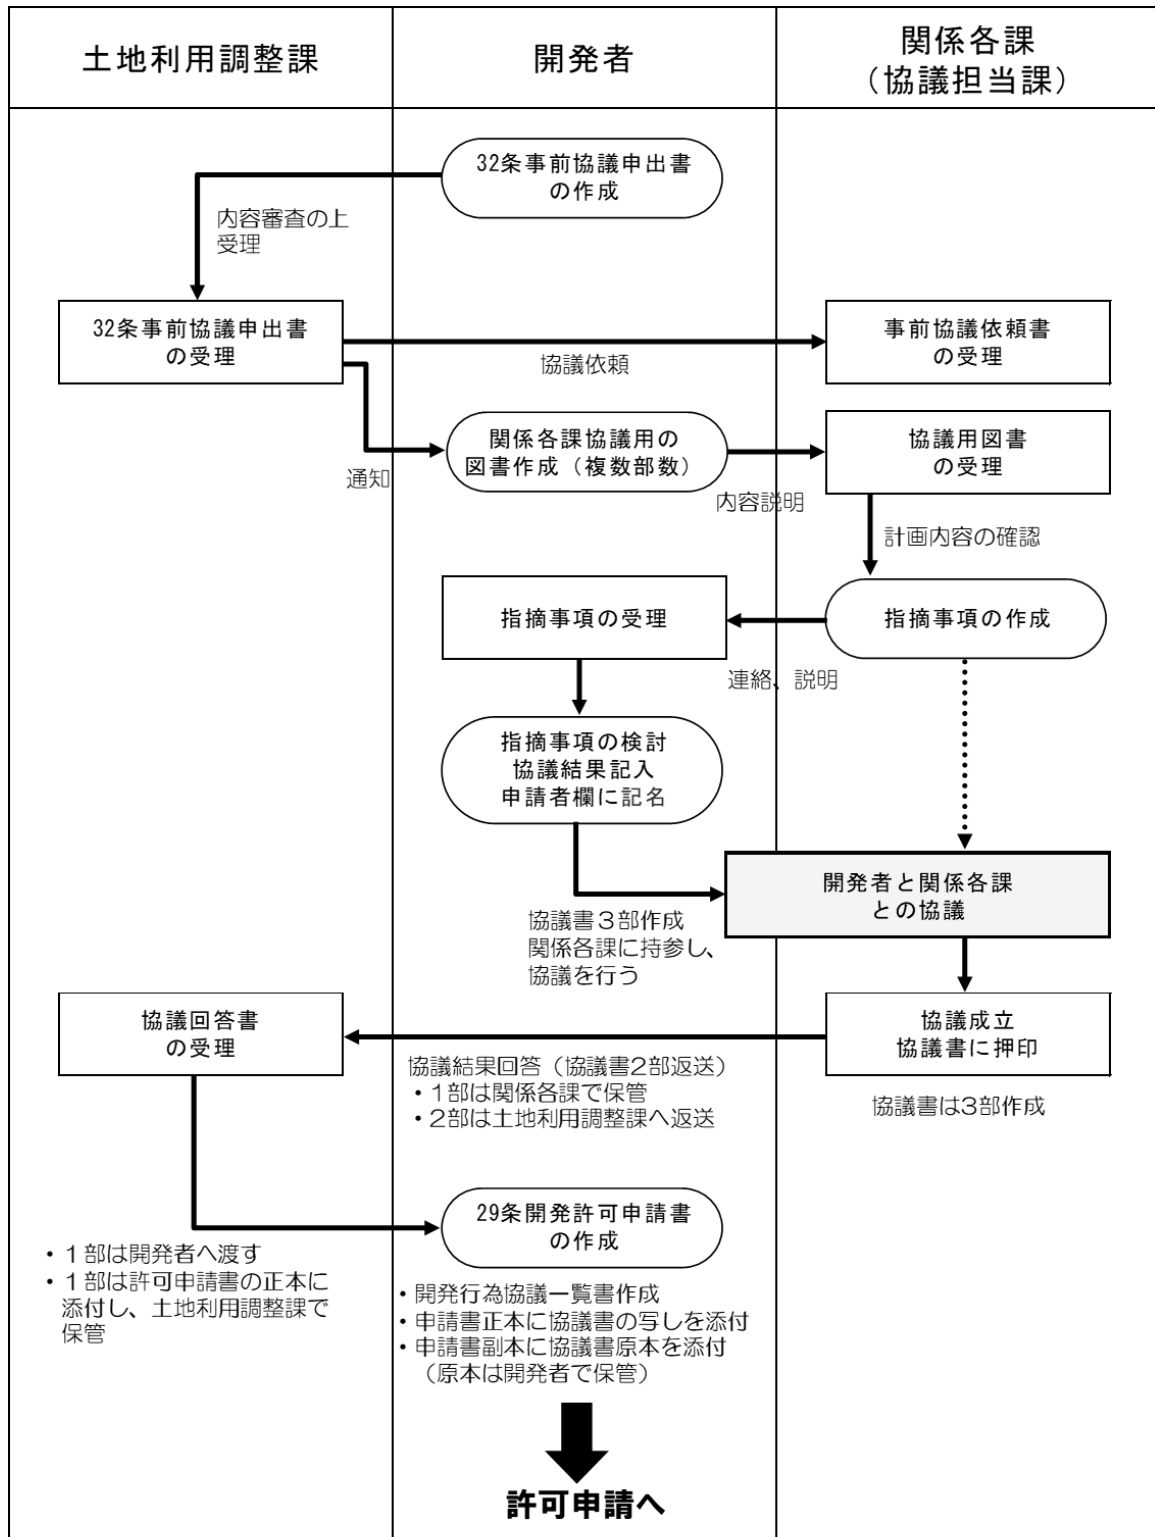 土地利用調整課
開発者
関係各課
（協議担当課）
32条事前協議申出書
の作成
内容審査の上
受理
32条事前協議申出書
の受理
協議依頼
事前協議依頼書
の受理
通知
関係各課協議用の
図書作成（複数部数）
内容説明
協議用図書
の受理
計画内容の確認
指摘事項の作成
連絡、説明
指摘事項の受理
指摘事項の検討
協議結果記入
申請者欄に記名
協議書３部作成
関係各課に持参し、
協議を行う
開発者と関係各課
との協議
協議成立
協議書に押印
協議書は3部作成
協議結果回答（協議書2部返送）
・１部は関係各課で保管
・２部は土地利用調整課へ返送
協議回答書
の受理
・１部は開発者へ渡す
・１部は許可申請書の正本に
添付し、土地利用調整課で
保管
29条開発許可申請書
の作成
・開発行為協議一覧書作成
・申請書正本に協議書の写しを添付
・申請書副本に協議書原本を添付
（原本は開発者で保管）
許可申請へ